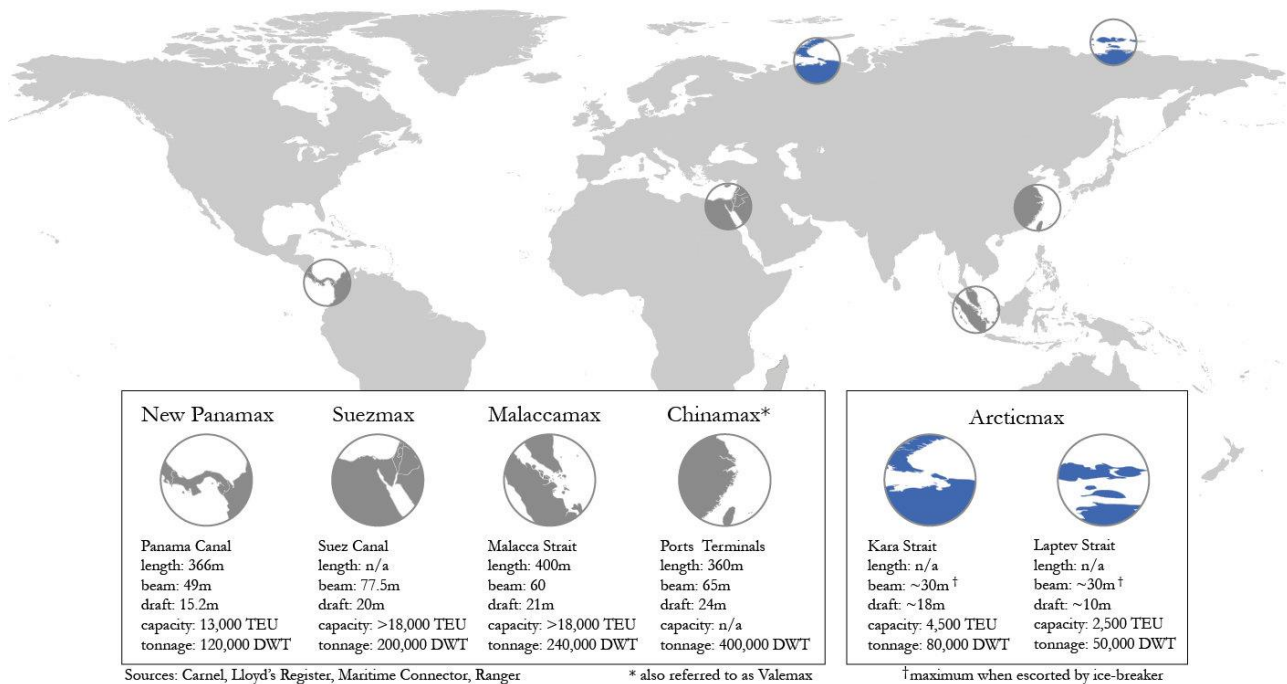 New Panamax
Suezmax
Malaccamax
Chinamax*
Arcticmax
Panama Canal
length: 366m
beam: 49m
draft: 15.2m
capacity: 13,000 TEU
tonnage: 120,000 DWT
Suez Canal
length: n/a
beam: 77.5m
draft: 20m
capacity: >18,000 TEU
tonnage: 200,000 DWT
Malacca Strait
length: 400m
beam: 60
draft: 21m
capacity: >18,000 TEU
tonnage: 240,000 DWT
Ports Terminals
length: 360m
beam: 65m
draft: 24m
capacity: n/a
tonnage: 400,000 DWT
Kara Strait
length: n/a
beam: ~30m †
draft: ~18m
capacity: 4,500 TEU
tonnage: 80,000 DWT
Laptev Strait
length: n/a
beam: ~30m †
draft: ~10m
capacity: 2,500 TEU
tonnage: 50,000 DWT
Sources: Carnel, Lloyd's Register, Maritime Connector, Ranger
* also referred to as Valemax
†maximum when escorted by ice-breaker